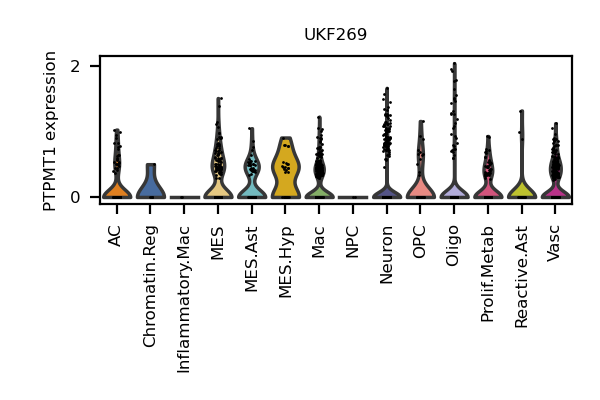 UKF269
PTPMT1 expression
2
0
AC
Chromatin.Reg
Inflammatory.Mac
MES
MES.Ast
MES.Hyp
Mac
NPC
Neuron
OPC
Oligo
Prolif.Metab
Reactive.Ast
Vasc